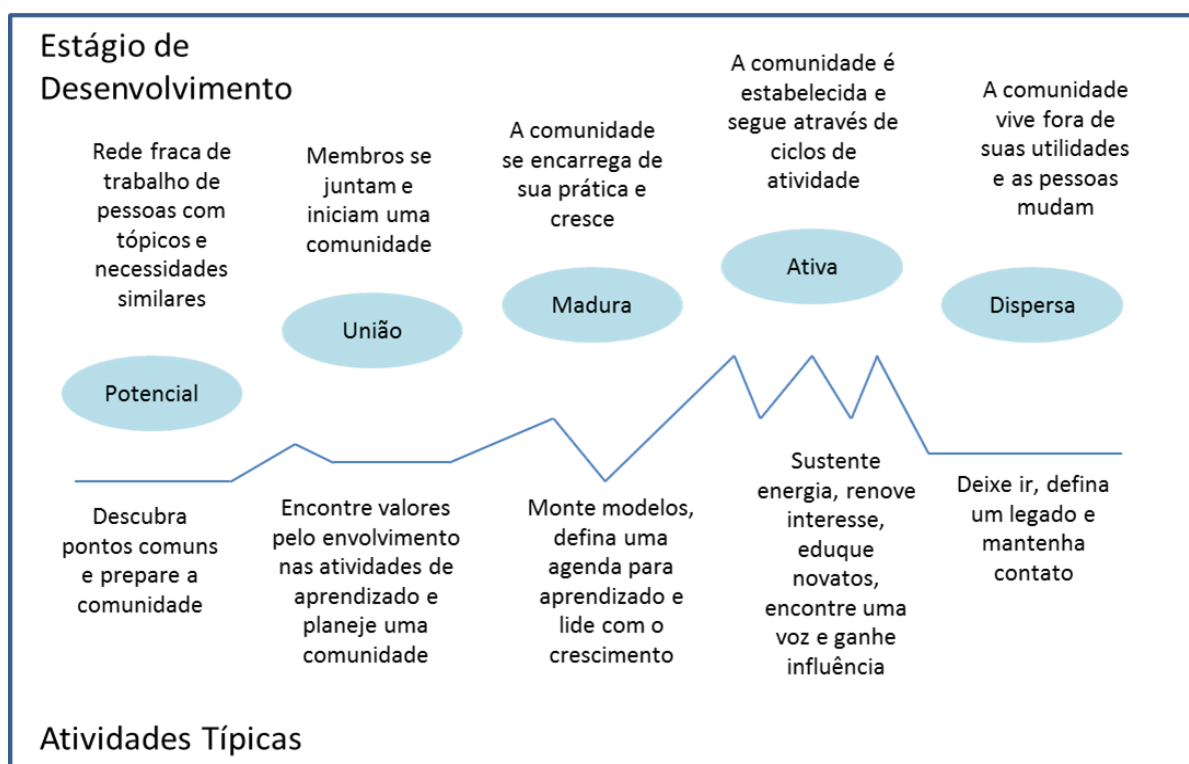 Estágio de
Desenvolvimento
Rede fraca de
trabalho de
pessoas com
tópicos e
necessidades
similares
Membros se
juntam e
iniciam uma
comunidade
A comunidade
se encarrega de
sua prática e
cresce
A comunidade é
estabelecida e
segue através de
ciclos de
atividade
A comunidade
vive fora de
suas utilidades
e as pessoas
mudam
Potencial
União
Madura
Ativa
Dispersa
Descubra
pontos comuns
e prepare a
comunidade
Encontre valores
pelo envolvimento
nas atividades de
aprendizado e
planeje uma
comunidade
Monte modelos,
defina uma
agenda para
aprendizado e
lide com o
crescimento
Sustente
energia, renove
interesse,
eduque
novatos,
encontre uma
voz e ganhe
influência
Deixe ir, defina
um legado e
mantenha
contato
Atividades Típicas